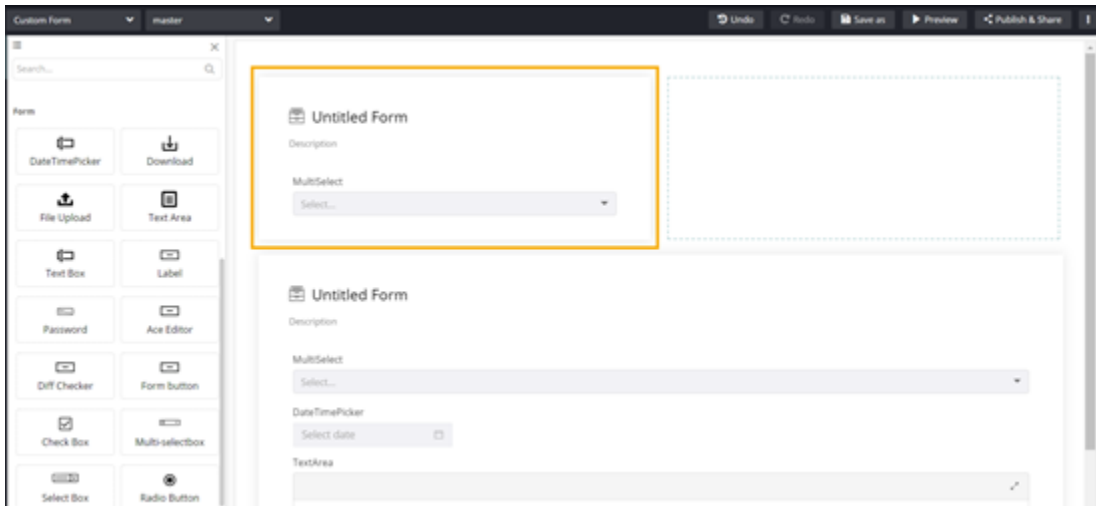 Custom Form master Undo Redo Save as Preview Publish & Share
Search...
Form
DateTimePicker Download
File Upload Text Area
Text Box Label
Password Ace Editor
Diff Checker Form button
Check Box Multi-selectbox
Select Box Radio Button
Untitled Form
Description
MultiSelect
Select...
Untitled Form
Description
MultiSelect
Select...
DateTimePicker
Select date
TextArea